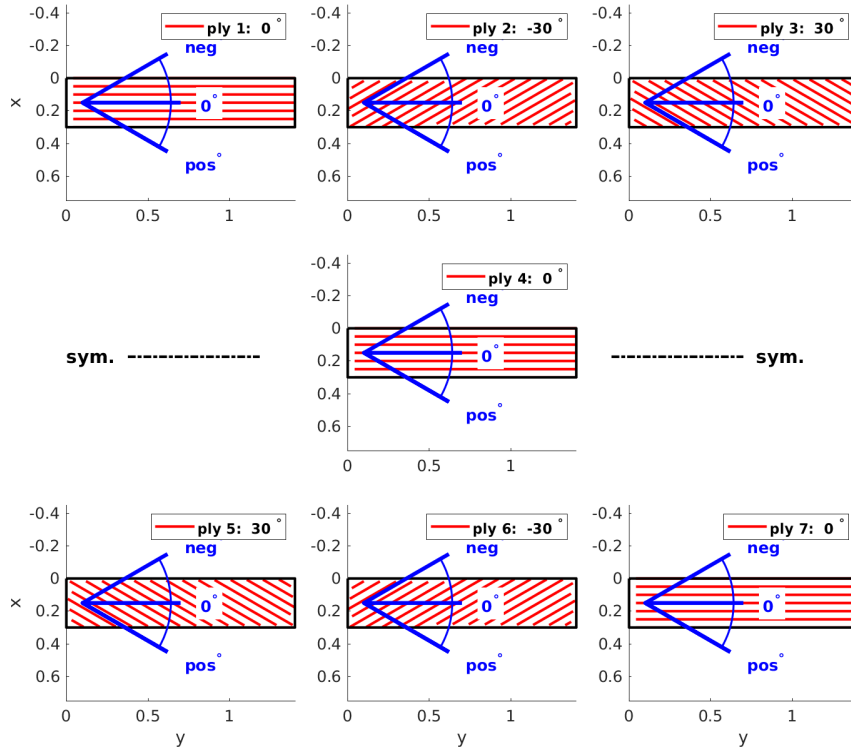 -0.4
-0.2
0
0.2
0.4
0.6
x
0
0.5
1
ply 1: 0°
neg
0°
pos°
-0.4
-0.2
0
0.2
0.4
0.6
0
0.5
1
ply 2: -30°
neg
0°
pos°
-0.4
-0.2
0
0.2
0.4
0.6
0
0.5
1
ply 3: 30°
neg
0°
pos°
sym.
-0.4
-0.2
0
0.2
0.4
0.6
0
0.5
1
ply 4: 0°
neg
0°
pos°
sym.
-0.4
-0.2
0
0.2
0.4
0.6
x
0
0.5
1
y
ply 5: 30°
neg
0°
pos°
-0.4
-0.2
0
0.2
0.4
0.6
0
0.5
1
y
ply 6: -30°
neg
0°
pos°
-0.4
-0.2
0
0.2
0.4
0.6
0
0.5
1
y
ply 7: 0°
neg
0°
pos°